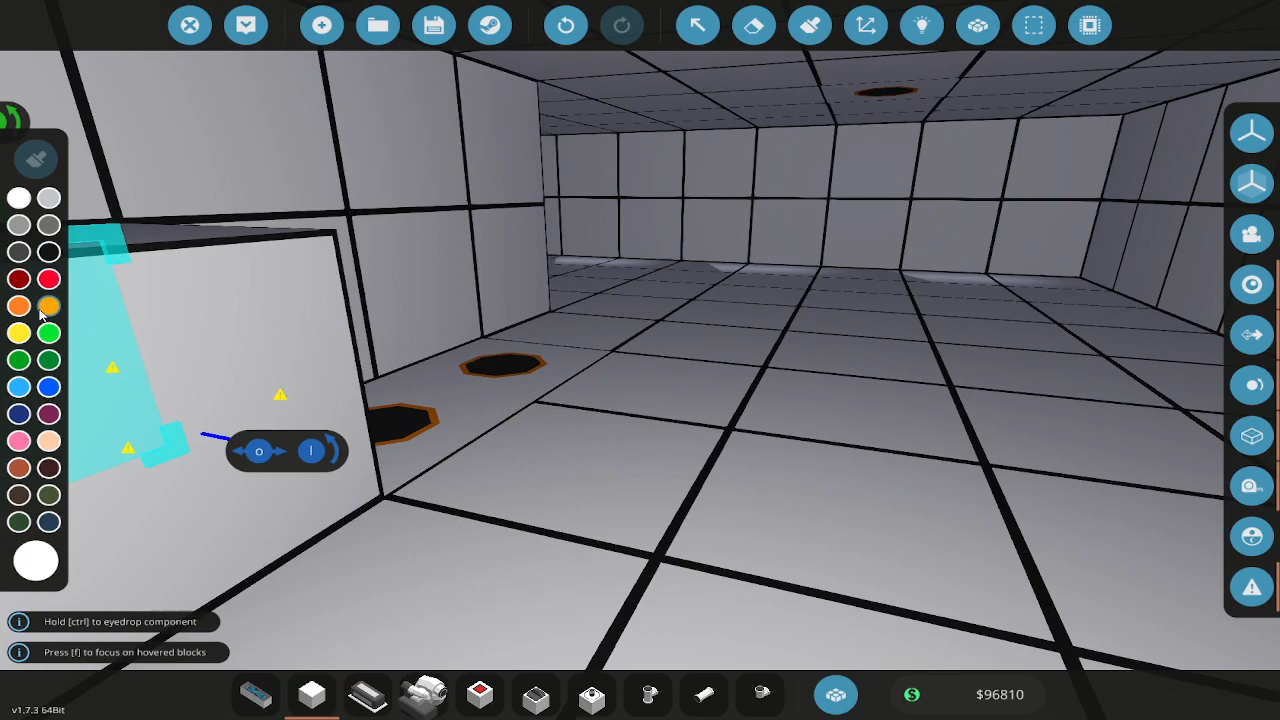 o
|
Hold [ctrl] to eyedrop component
Press [f] to focus on hovered blocks
$
$96810
v1.7.3 64Bit